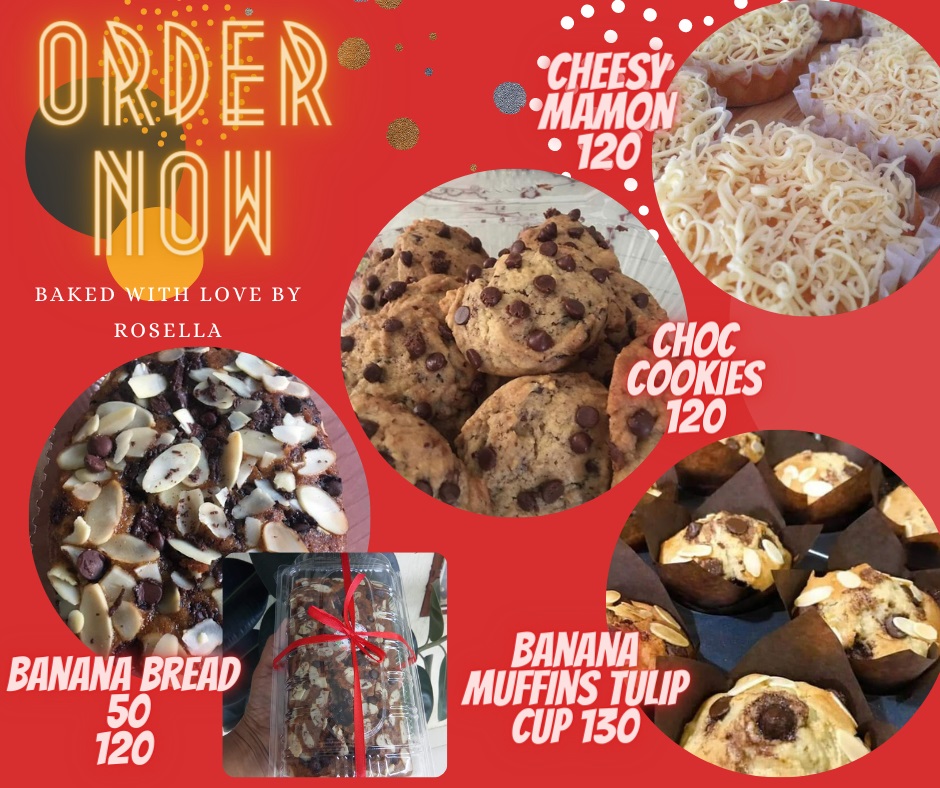 ORDER
NOW
BAKED WITH LOVE BY
ROSELLA
CHEESY
MAMON
120
CHOC
COOKIES
120
BANANA BREAD
50
120
BANANA
MUFFINS TULIP
CUP 130